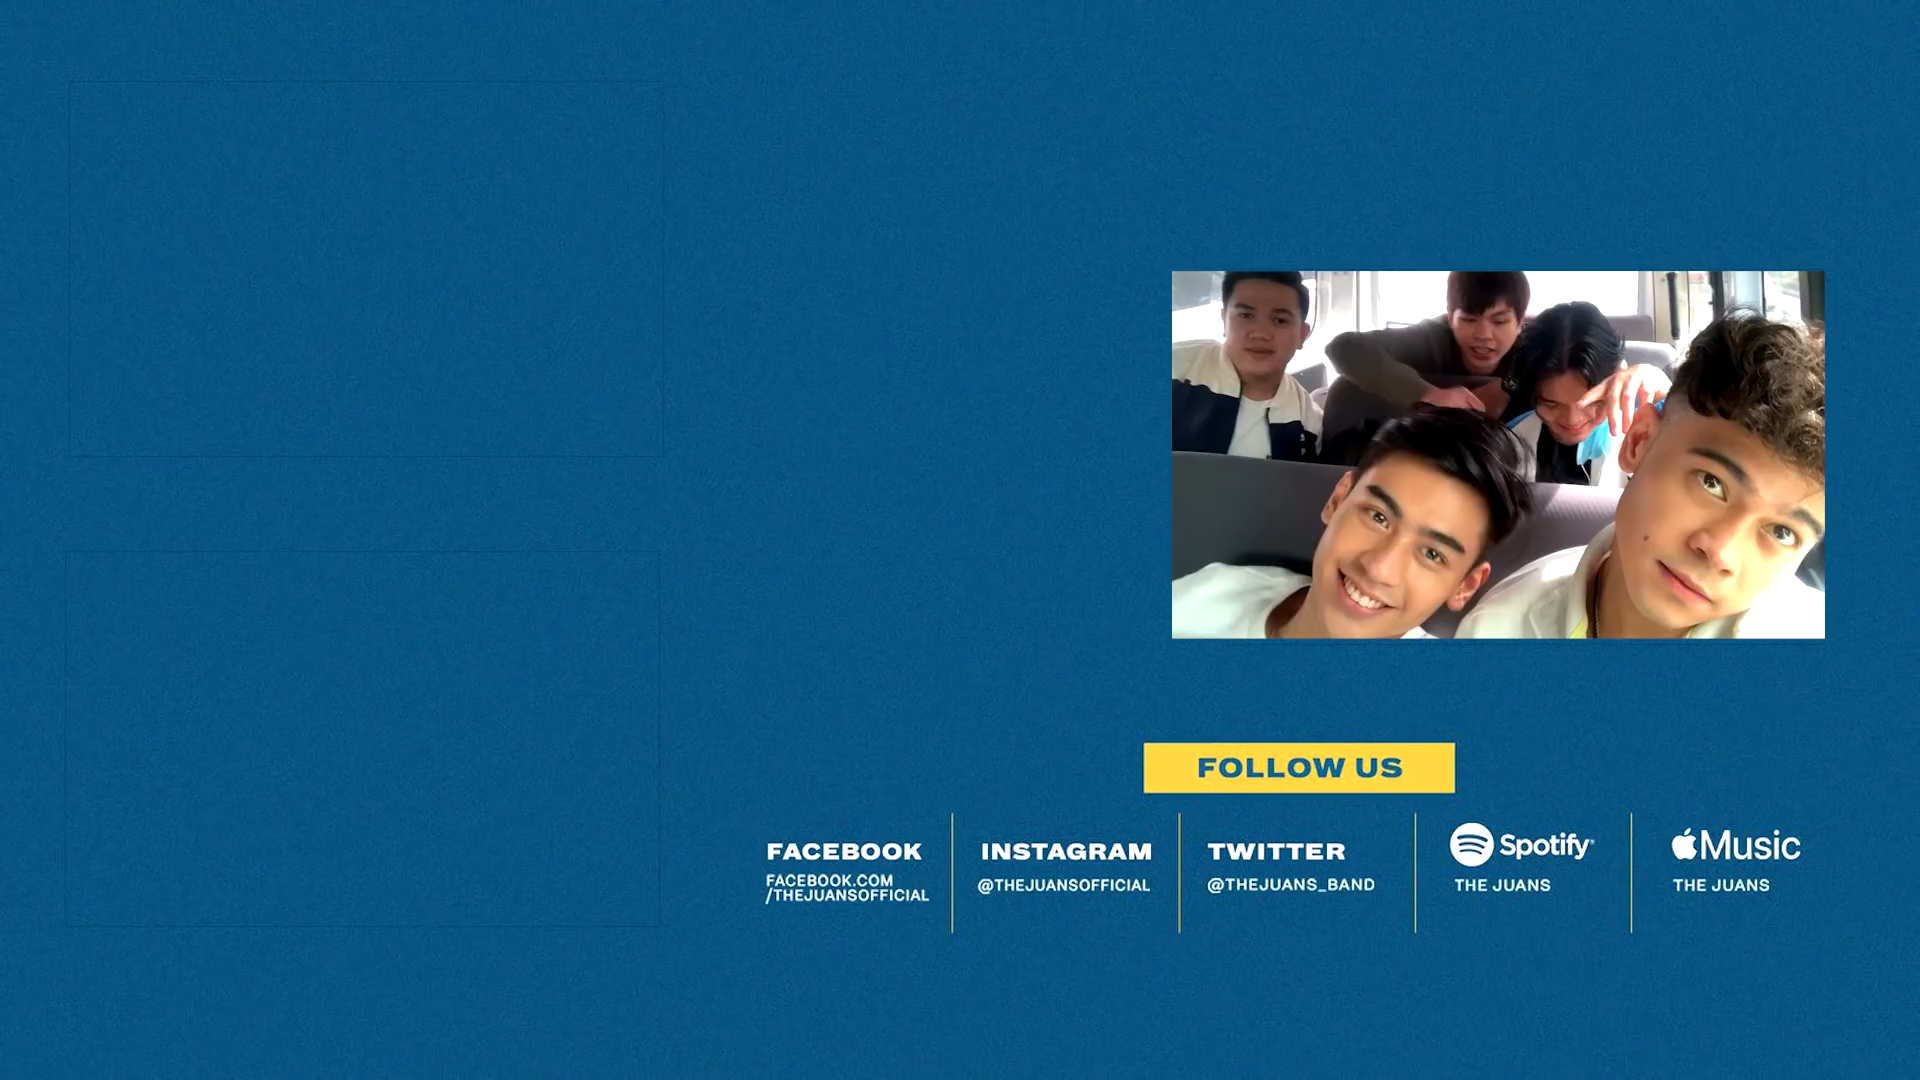 FOLLOW US
FACEBOOK
FACEBOOK.COM
/THEJUANSOFFICIAL
INSTAGRAM
@THEJUANSOFFICIAL
TWITTER
@THEJUANS_BAND
Spotify
THE JUANS
Music
THE JUANS